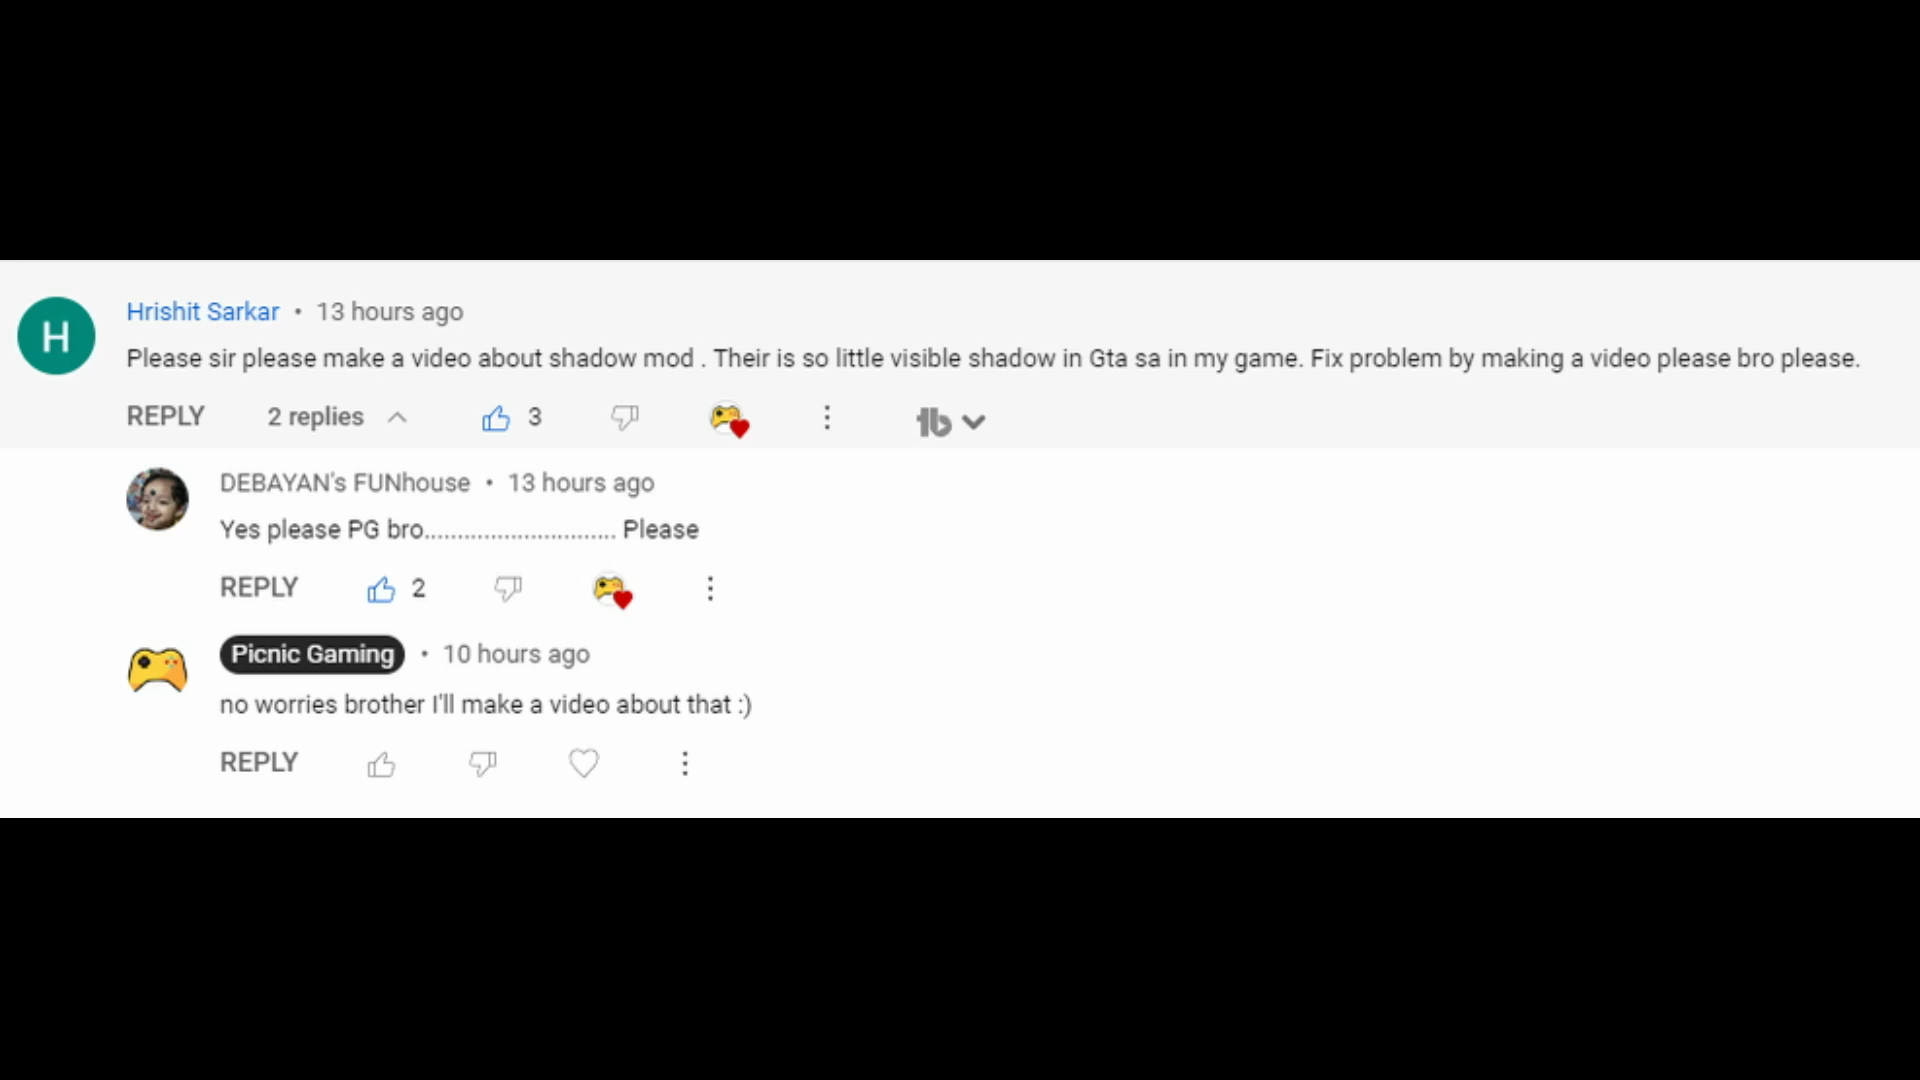 H
Hrishit Sarkar • 13 hours ago
Please sir please make a video about shadow mod . Their is so little visible shadow in Gta sa in my game. Fix problem by making a video please bro please.
REPLY 2 replies 3 tb
DEBAYAN's FUNhouse • 13 hours ago
Yes please PG bro............................. Please
REPLY 2
Picnic Gaming • 10 hours ago
no worries brother I'll make a video about that :)
REPLY